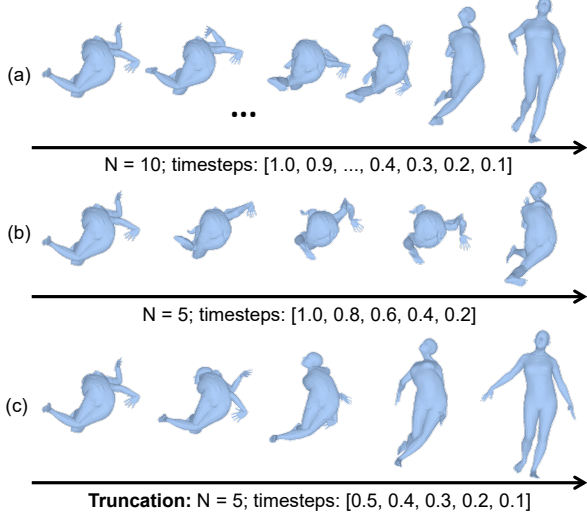 (a)
...
N = 10; timesteps: [1.0, 0.9, ..., 0.4, 0.3, 0.2, 0.1]
(b)
N = 5; timesteps: [1.0, 0.8, 0.6, 0.4, 0.2]
(c)
Truncation: N = 5; timesteps: [0.5, 0.4, 0.3, 0.2, 0.1]